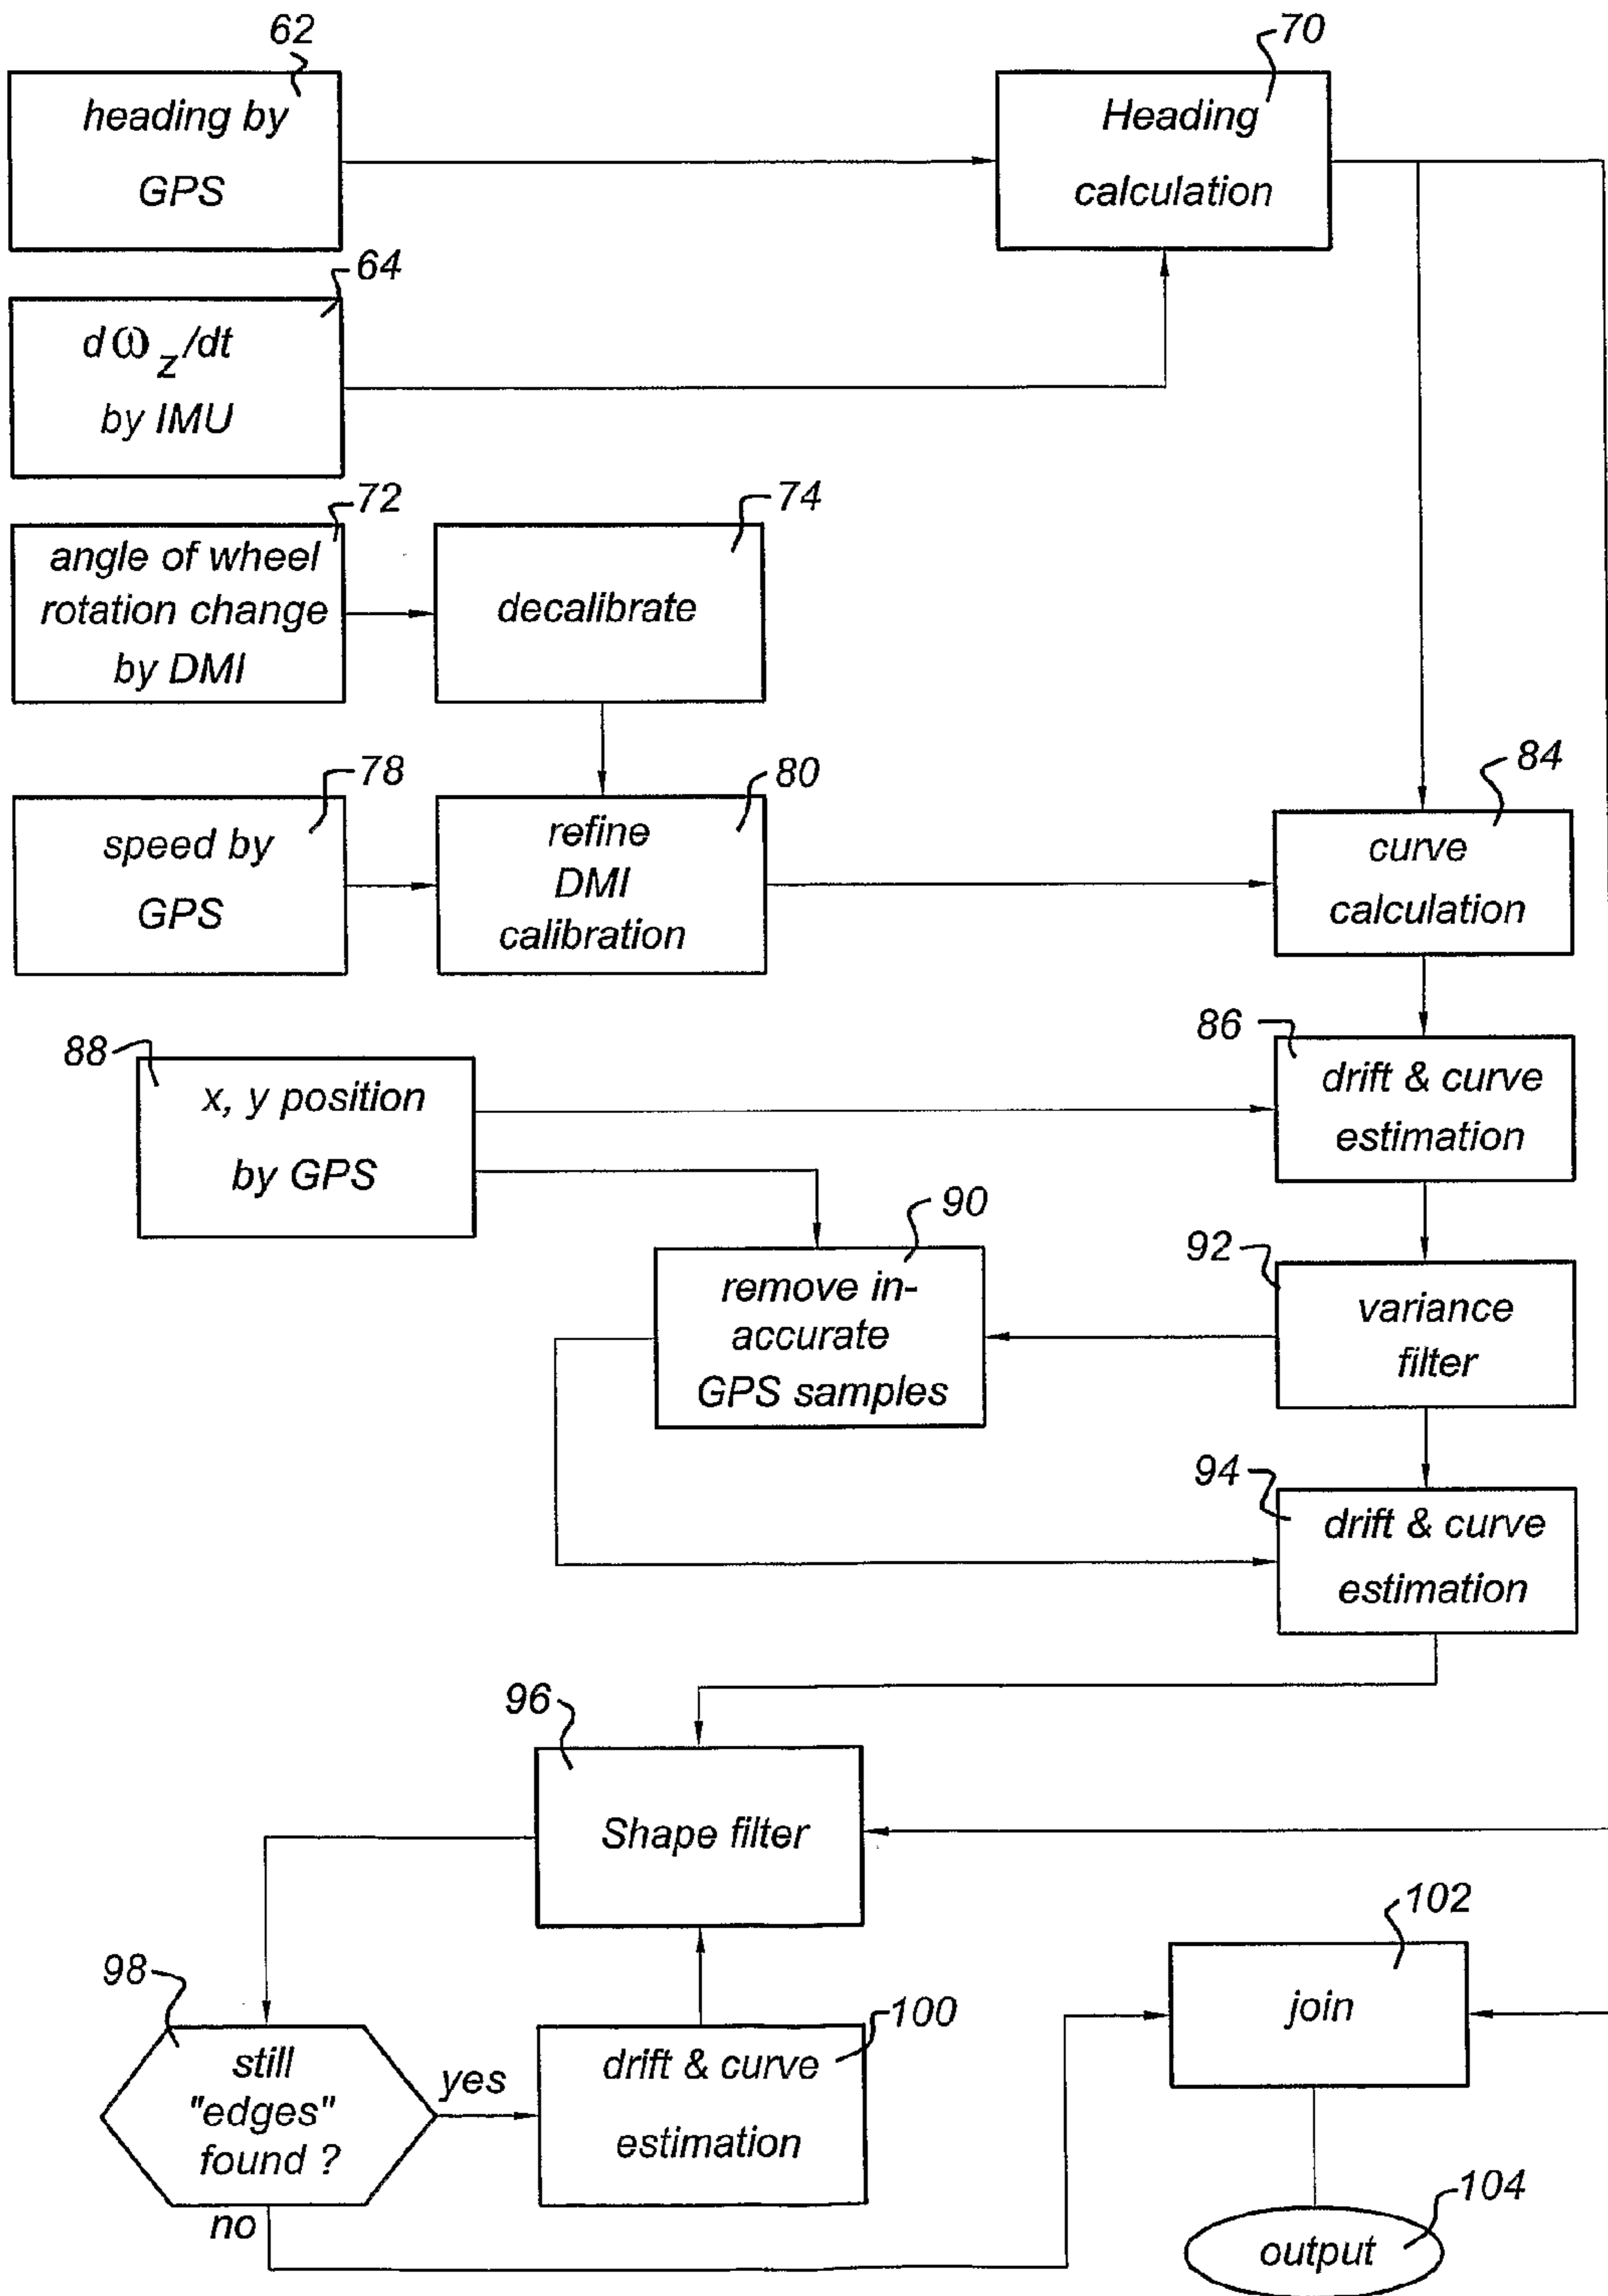 62
heading by
GPS
70
Heading
calculation
64
dωz/dt
by IMU
72
angle of wheel
rotation change
by DMI
74
decalibrate
78
speed by
GPS
80
refine
DMI
calibration
84
curve
calculation
86
drift & curve
estimation
88
x, y position
by GPS
90
remove in-
accurate
GPS samples
92
variance
filter
94
drift & curve
estimation
96
Shape filter
98
still
"edges"
found ?
yes
no
100
drift & curve
estimation
102
join
104
output